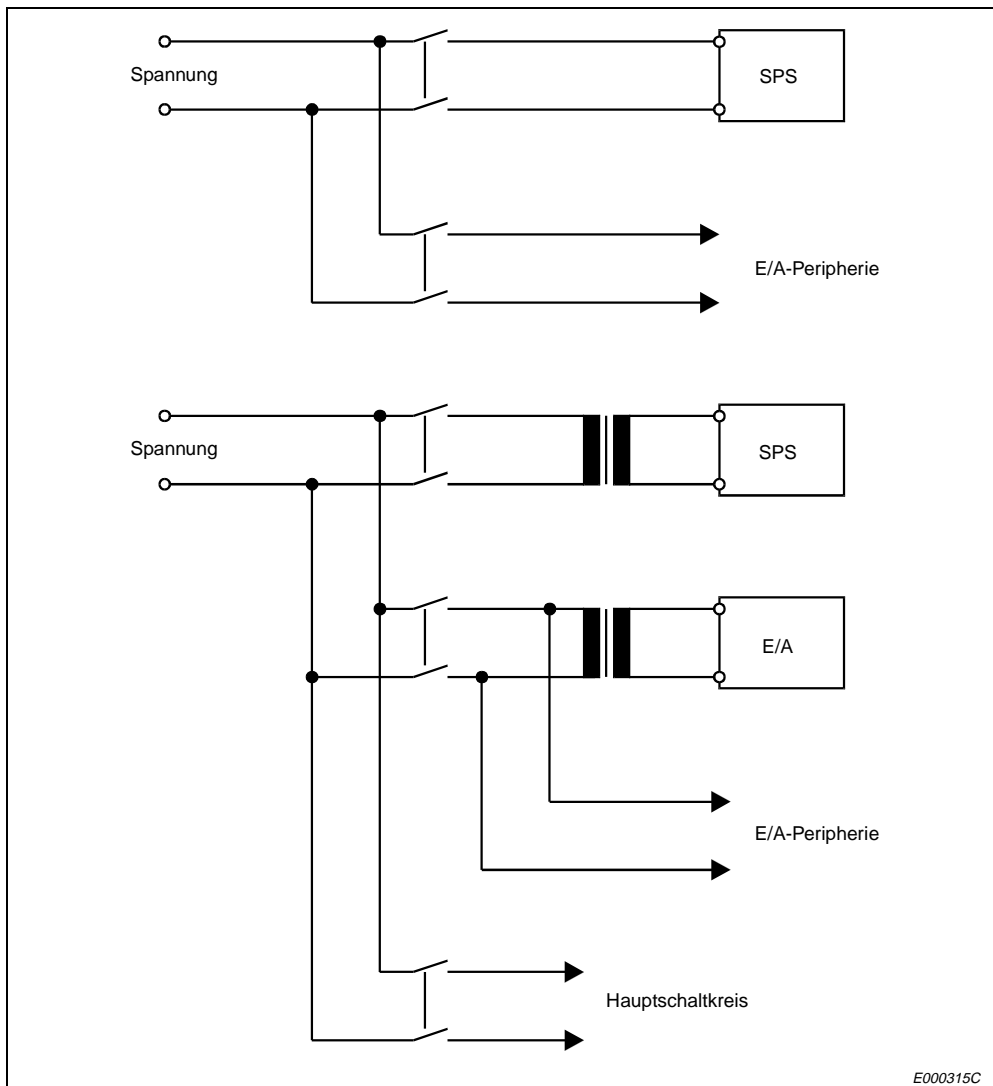 Spannung
SPS
E/A-Peripherie
Spannung
SPS
E/A
E/A-Peripherie
Hauptschaltkreis
E000315C